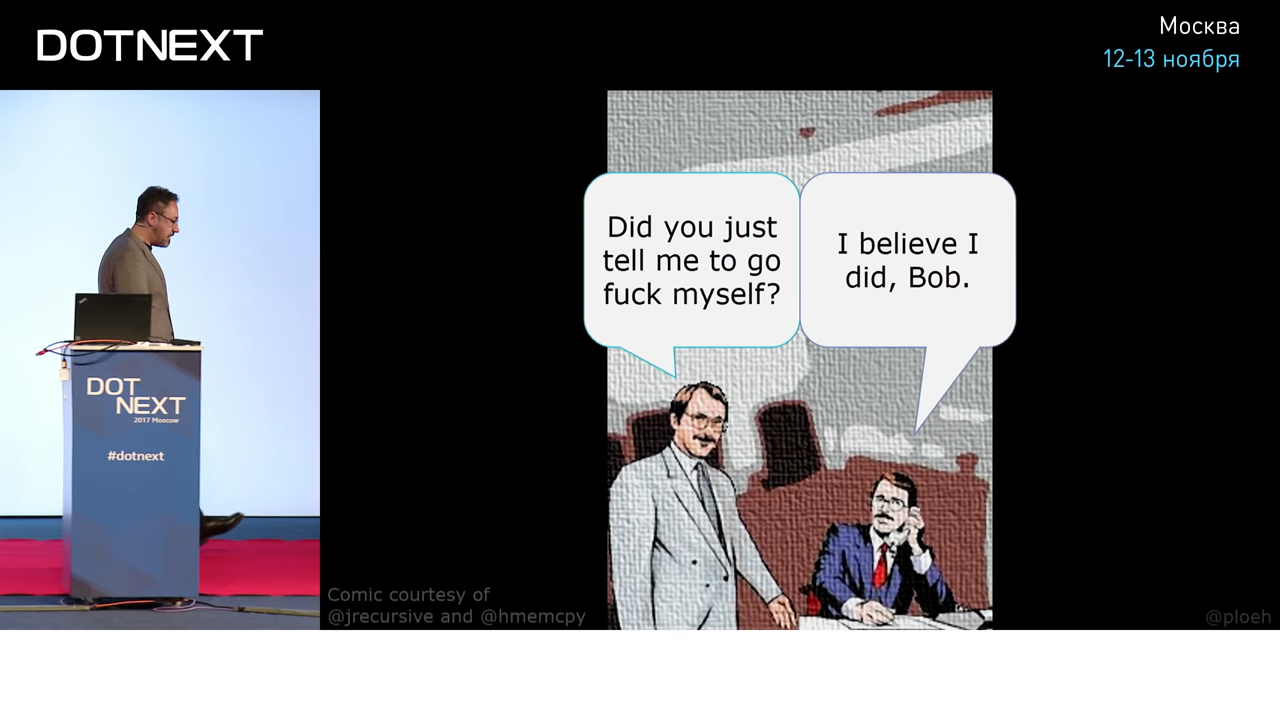 DOTNEXT
Москва
12-13 ноября
Did you just
tell me to go
fuck myself?
I believe I
did, Bob.
DOT
NEXT
2017 Moscow
#dotnext
Comic courtesy of
@jrecursive and @hmemcpy
@ploeh